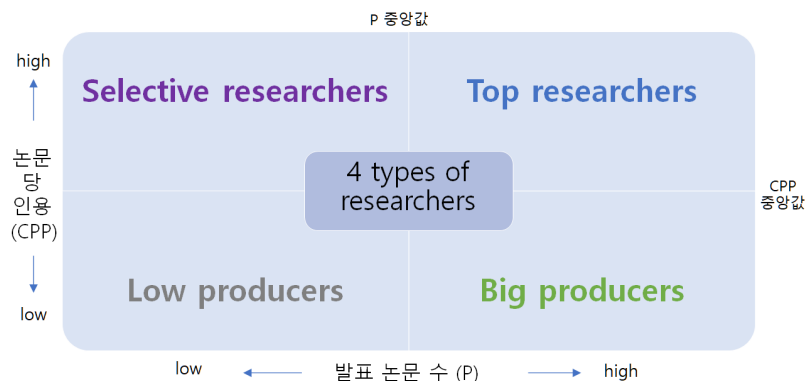 P 중앙값
high
Selective researchers
Top researchers
논문
당
인용
(CPP)
4 types of
researchers
CPP
중앙값
Low producers
Big producers
low
low
발표 논문 수 (P)
high